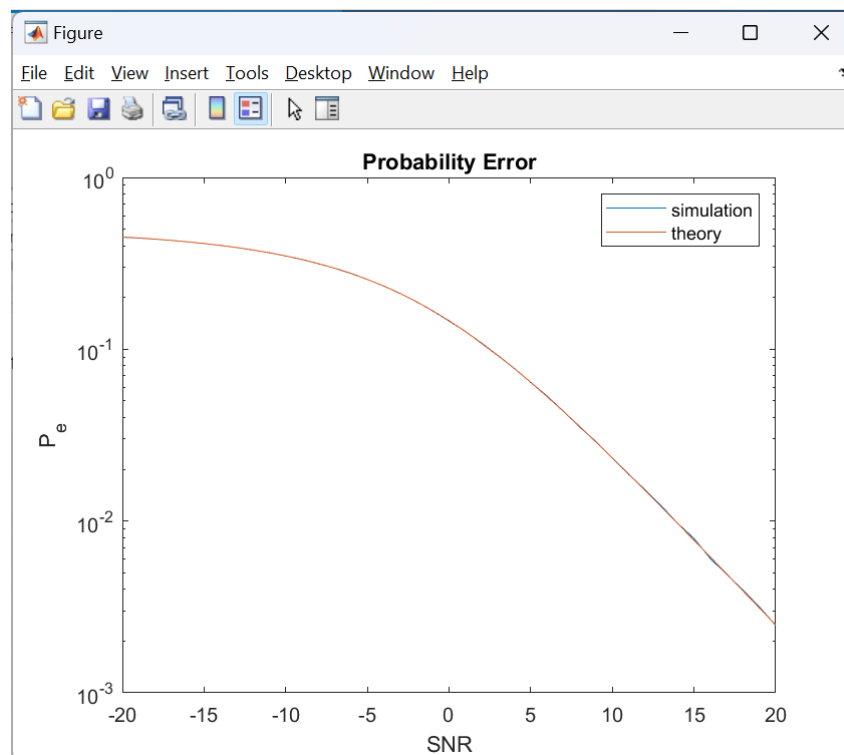 Figure
File Edit View Insert Tools Desktop Window Help
Probability Error
10^0
simulation
theory
10^-1
P_e
10^-2
10^-3
-20 -15 -10 -5 0 5 10 15 20
SNR